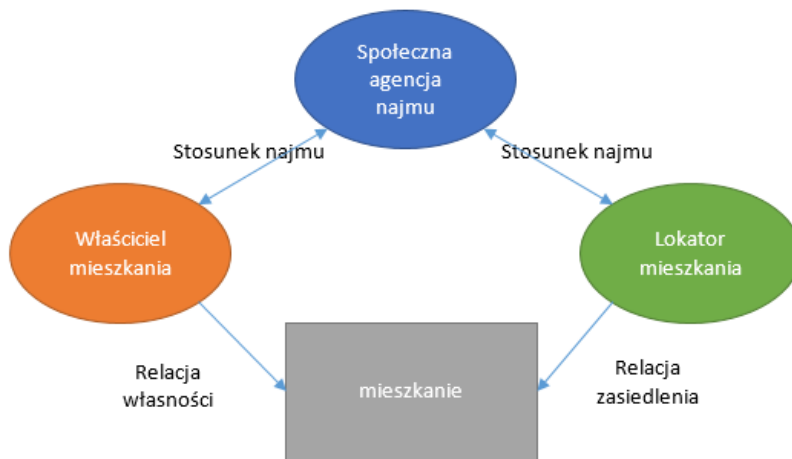 Społeczna
agencja
najmu
Stosunek najmu
Stosunek najmu
Właściciel
mieszkania
Lokator
mieszkania
Relacja
własności
mieszkanie
Relacja
zasiedlenia